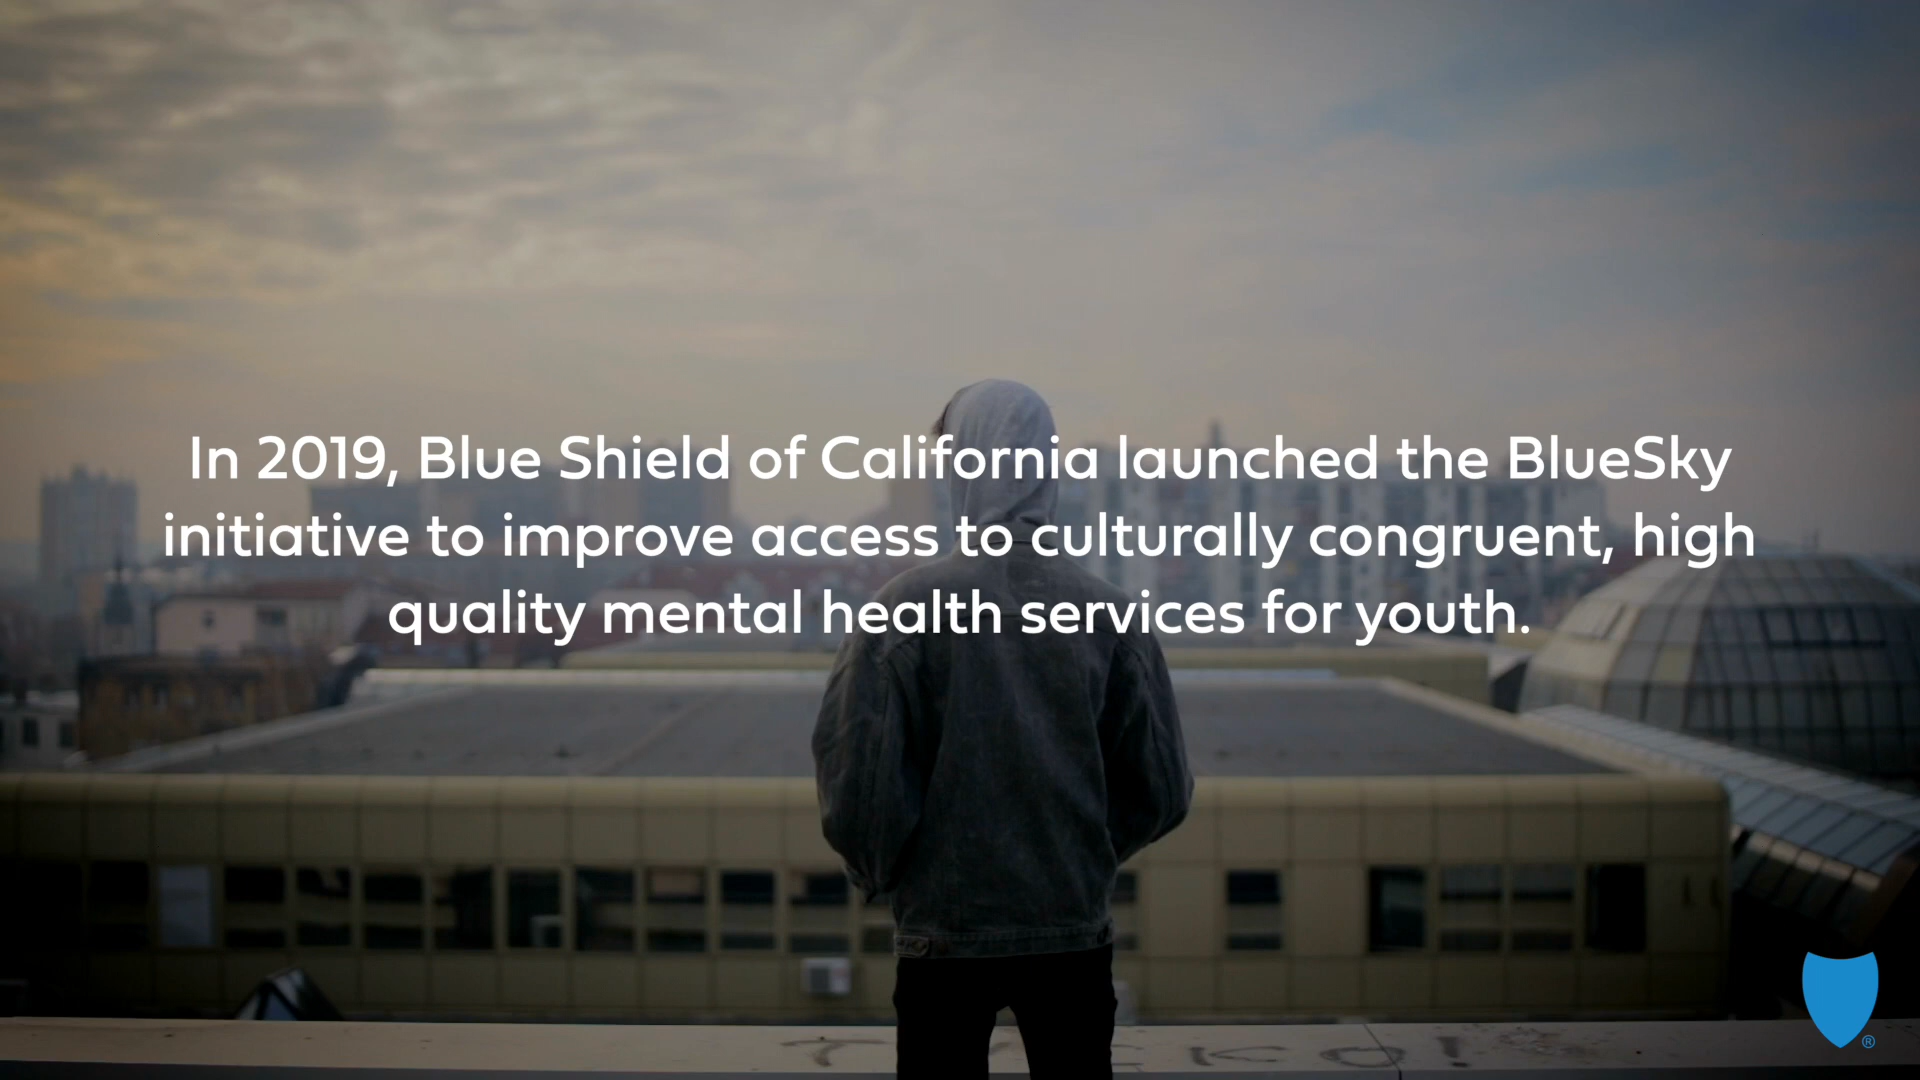 In 2019, Blue Shield of California launched the BlueSky
initiative to improve access to culturally congruent, high
quality mental health services for youth.
®